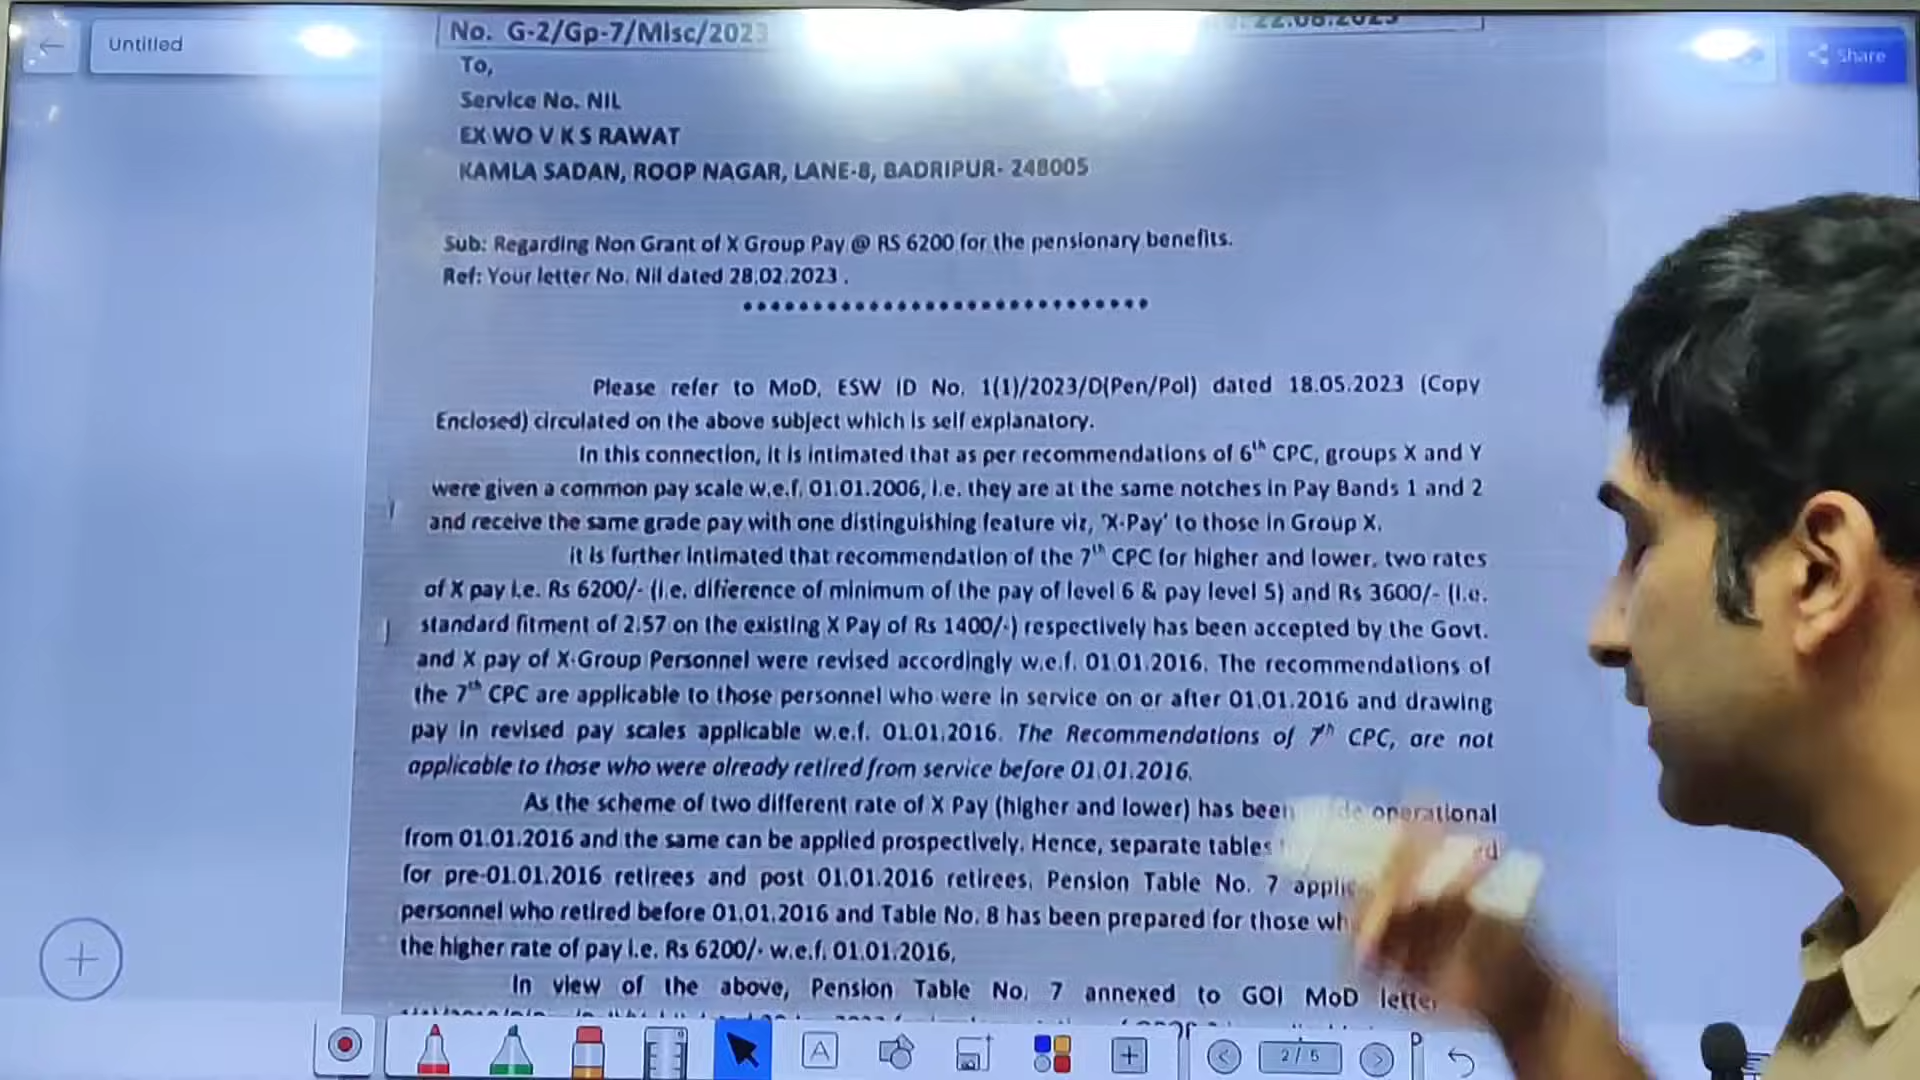 Untitled
Share
No. G-2/Gp-7/Misc/2023
22.08.2023
To,
Service No. NIL
EX WO V K S RAWAT
KAMLA SADAN, ROOP NAGAR, LANE-8, BADRIPUR- 248005
Sub: Regarding Non Grant of X Group Pay @ RS 6200 for the pensionary benefits.
Ref: Your letter No. Nil dated 28.02.2023 .
Please refer to MoD, ESW ID No. 1(1)/2023/D(Pen/Pol) dated 18.05.2023 (Copy
Enclosed) circulated on the above subject which is self explanatory.
In this connection, it is intimated that as per recommendations of 6th CPC, groups X and Y
were given a common pay scale w.e.f. 01.01.2006, i.e. they are at the same notches in Pay Bands 1 and 2
and receive the same grade pay with one distinguishing feature viz, 'X-Pay' to those in Group X.
it is further intimated that recommendation of the 7th CPC for higher and lower, two rates
of X pay i.e. Rs 6200/- (i.e. difference of minimum of the pay of level 6 & pay level 5) and Rs 3600/- (i.e.
standard fitment of 2.57 on the existing X Pay of Rs 1400/-) respectively has been accepted by the Govt.
and X pay of X-Group Personnel were revised accordingly w.e.f. 01.01.2016. The recommendations of
the 7th CPC are applicable to those personnel who were in service on or after 01.01.2016 and drawing
pay in revised pay scales applicable w.e.f. 01.01.2016. The Recommendations of 7th CPC, are not
applicable to those who were already retired from service before 01.01.2016.
As the scheme of two different rate of X Pay (higher and lower) has been operational
from 01.01.2016 and the same can be applied prospectively. Hence, separate tables
for pre-01.01.2016 retirees and post 01.01.2016 retirees. Pension Table No. 7
personnel who retired before 01.01.2016 and Table No. 8 has been prepared for those
the higher rate of pay i.e. Rs 6200/- w.e.f. 01.01.2016.
In view of the above, Pension Table No. 7 annexed to GOI MoD letter
A
2 / 5